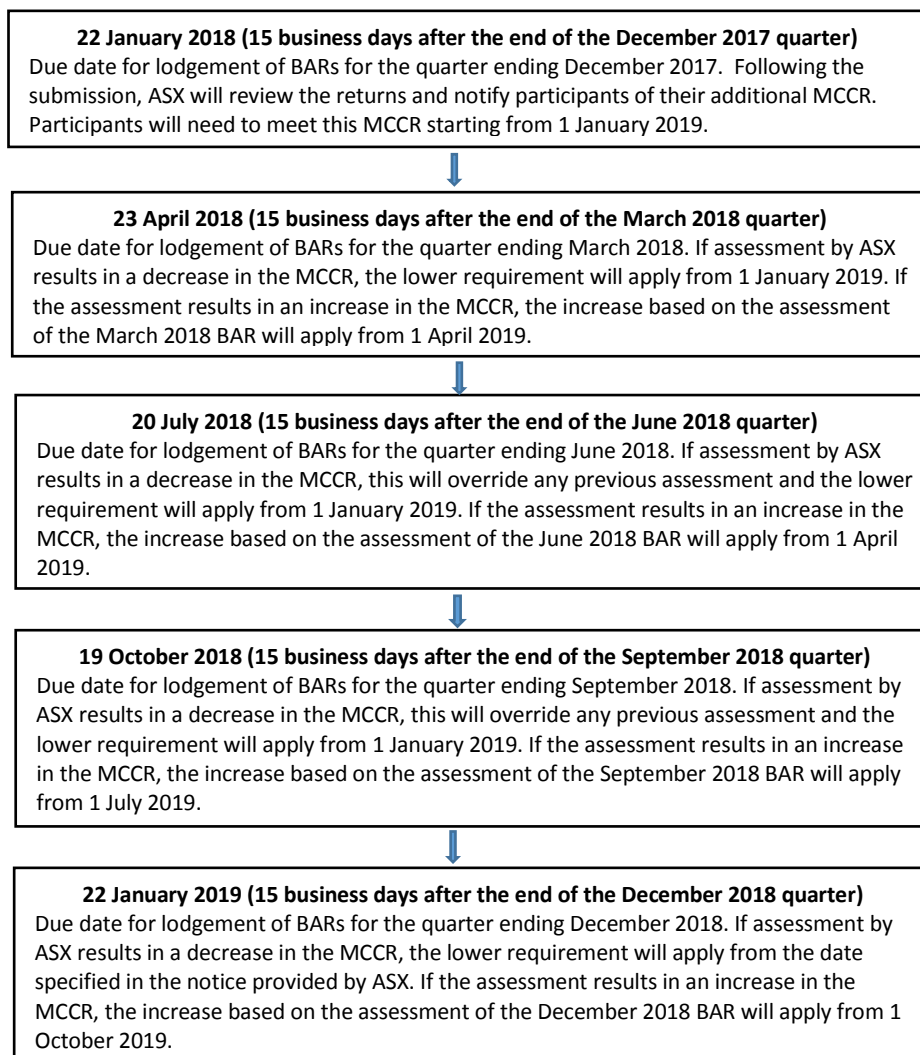 22 January 2018 (15 business days after the end of the December 2017 quarter)
Due date for lodgement of BARs for the quarter ending December 2017.  Following the
submission, ASX will review the returns and notify participants of their additional MCCR.
Participants will need to meet this MCCR starting from 1 January 2019.
23 April 2018 (15 business days after the end of the March 2018 quarter)
Due date for lodgement of BARs for the quarter ending March 2018. If assessment by ASX
results in a decrease in the MCCR, the lower requirement will apply from 1 January 2019. If
the assessment results in an increase in the MCCR, the increase based on the assessment
of the March 2018 BAR will apply from 1 April 2019.
20 July 2018 (15 business days after the end of the June 2018 quarter)
Due date for lodgement of BARs for the quarter ending June 2018. If assessment by ASX
results in a decrease in the MCCR, this will override any previous assessment and the lower
requirement will apply from 1 January 2019. If the assessment results in an increase in the
MCCR, the increase based on the assessment of the June 2018 BAR will apply from 1 April
2019.
19 October 2018 (15 business days after the end of the September 2018 quarter)
Due date for lodgement of BARs for the quarter ending September 2018. If assessment by
ASX results in a decrease in the MCCR, this will override any previous assessment and the
lower requirement will apply from 1 January 2019. If the assessment results in an increase
in the MCCR, the increase based on the assessment of the September 2018 BAR will apply
from 1 July 2019.
22 January 2019 (15 business days after the end of the December 2018 quarter)
Due date for lodgement of BARs for the quarter ending December 2018. If assessment by
ASX results in a decrease in the MCCR, the lower requirement will apply from the date
specified in the notice provided by ASX. If the assessment results in an increase in the
MCCR, the increase based on the assessment of the December 2018 BAR will apply from 1
October 2019.